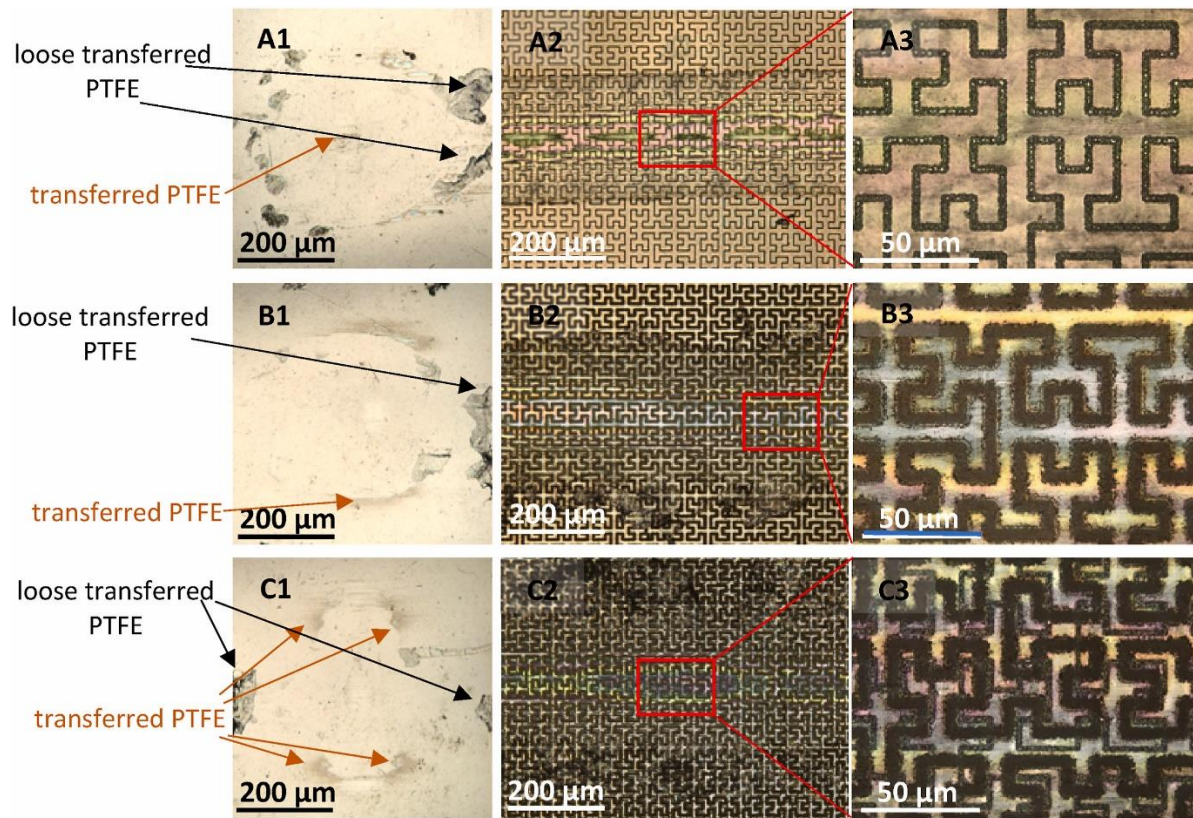 loose transferred
PTFE
transferred PTFE
A1
200 µm
A2
200 µm
A3
50 µm
loose transferred
PTFE
transferred PTFE
B1
200 µm
B2
200 µm
B3
50 µm
loose transferred
PTFE
transferred PTFE
C1
200 µm
C2
200 µm
C3
50 µm